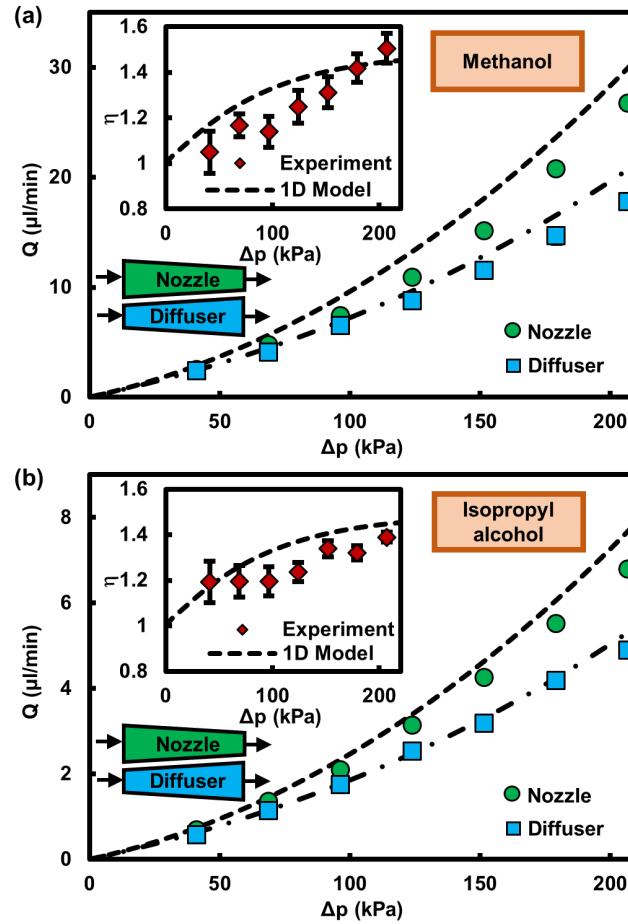 (a)
Methanol
30
20
10
0
Q (µl/min)
0
50
100
150
200
Δp (kPa)
1.6
1.4
1.2
1
0.8
η
0
100
200
Δp (kPa)
Experiment
1D Model
Nozzle
Diffuser
Nozzle
Diffuser
(b)
Isopropyl
alcohol
8
6
4
2
0
Q (µl/min)
0
50
100
150
200
Δp (kPa)
1.6
1.4
1.2
1
0.8
η
0
100
200
Δp (kPa)
Experiment
1D Model
Nozzle
Diffuser
Nozzle
Diffuser